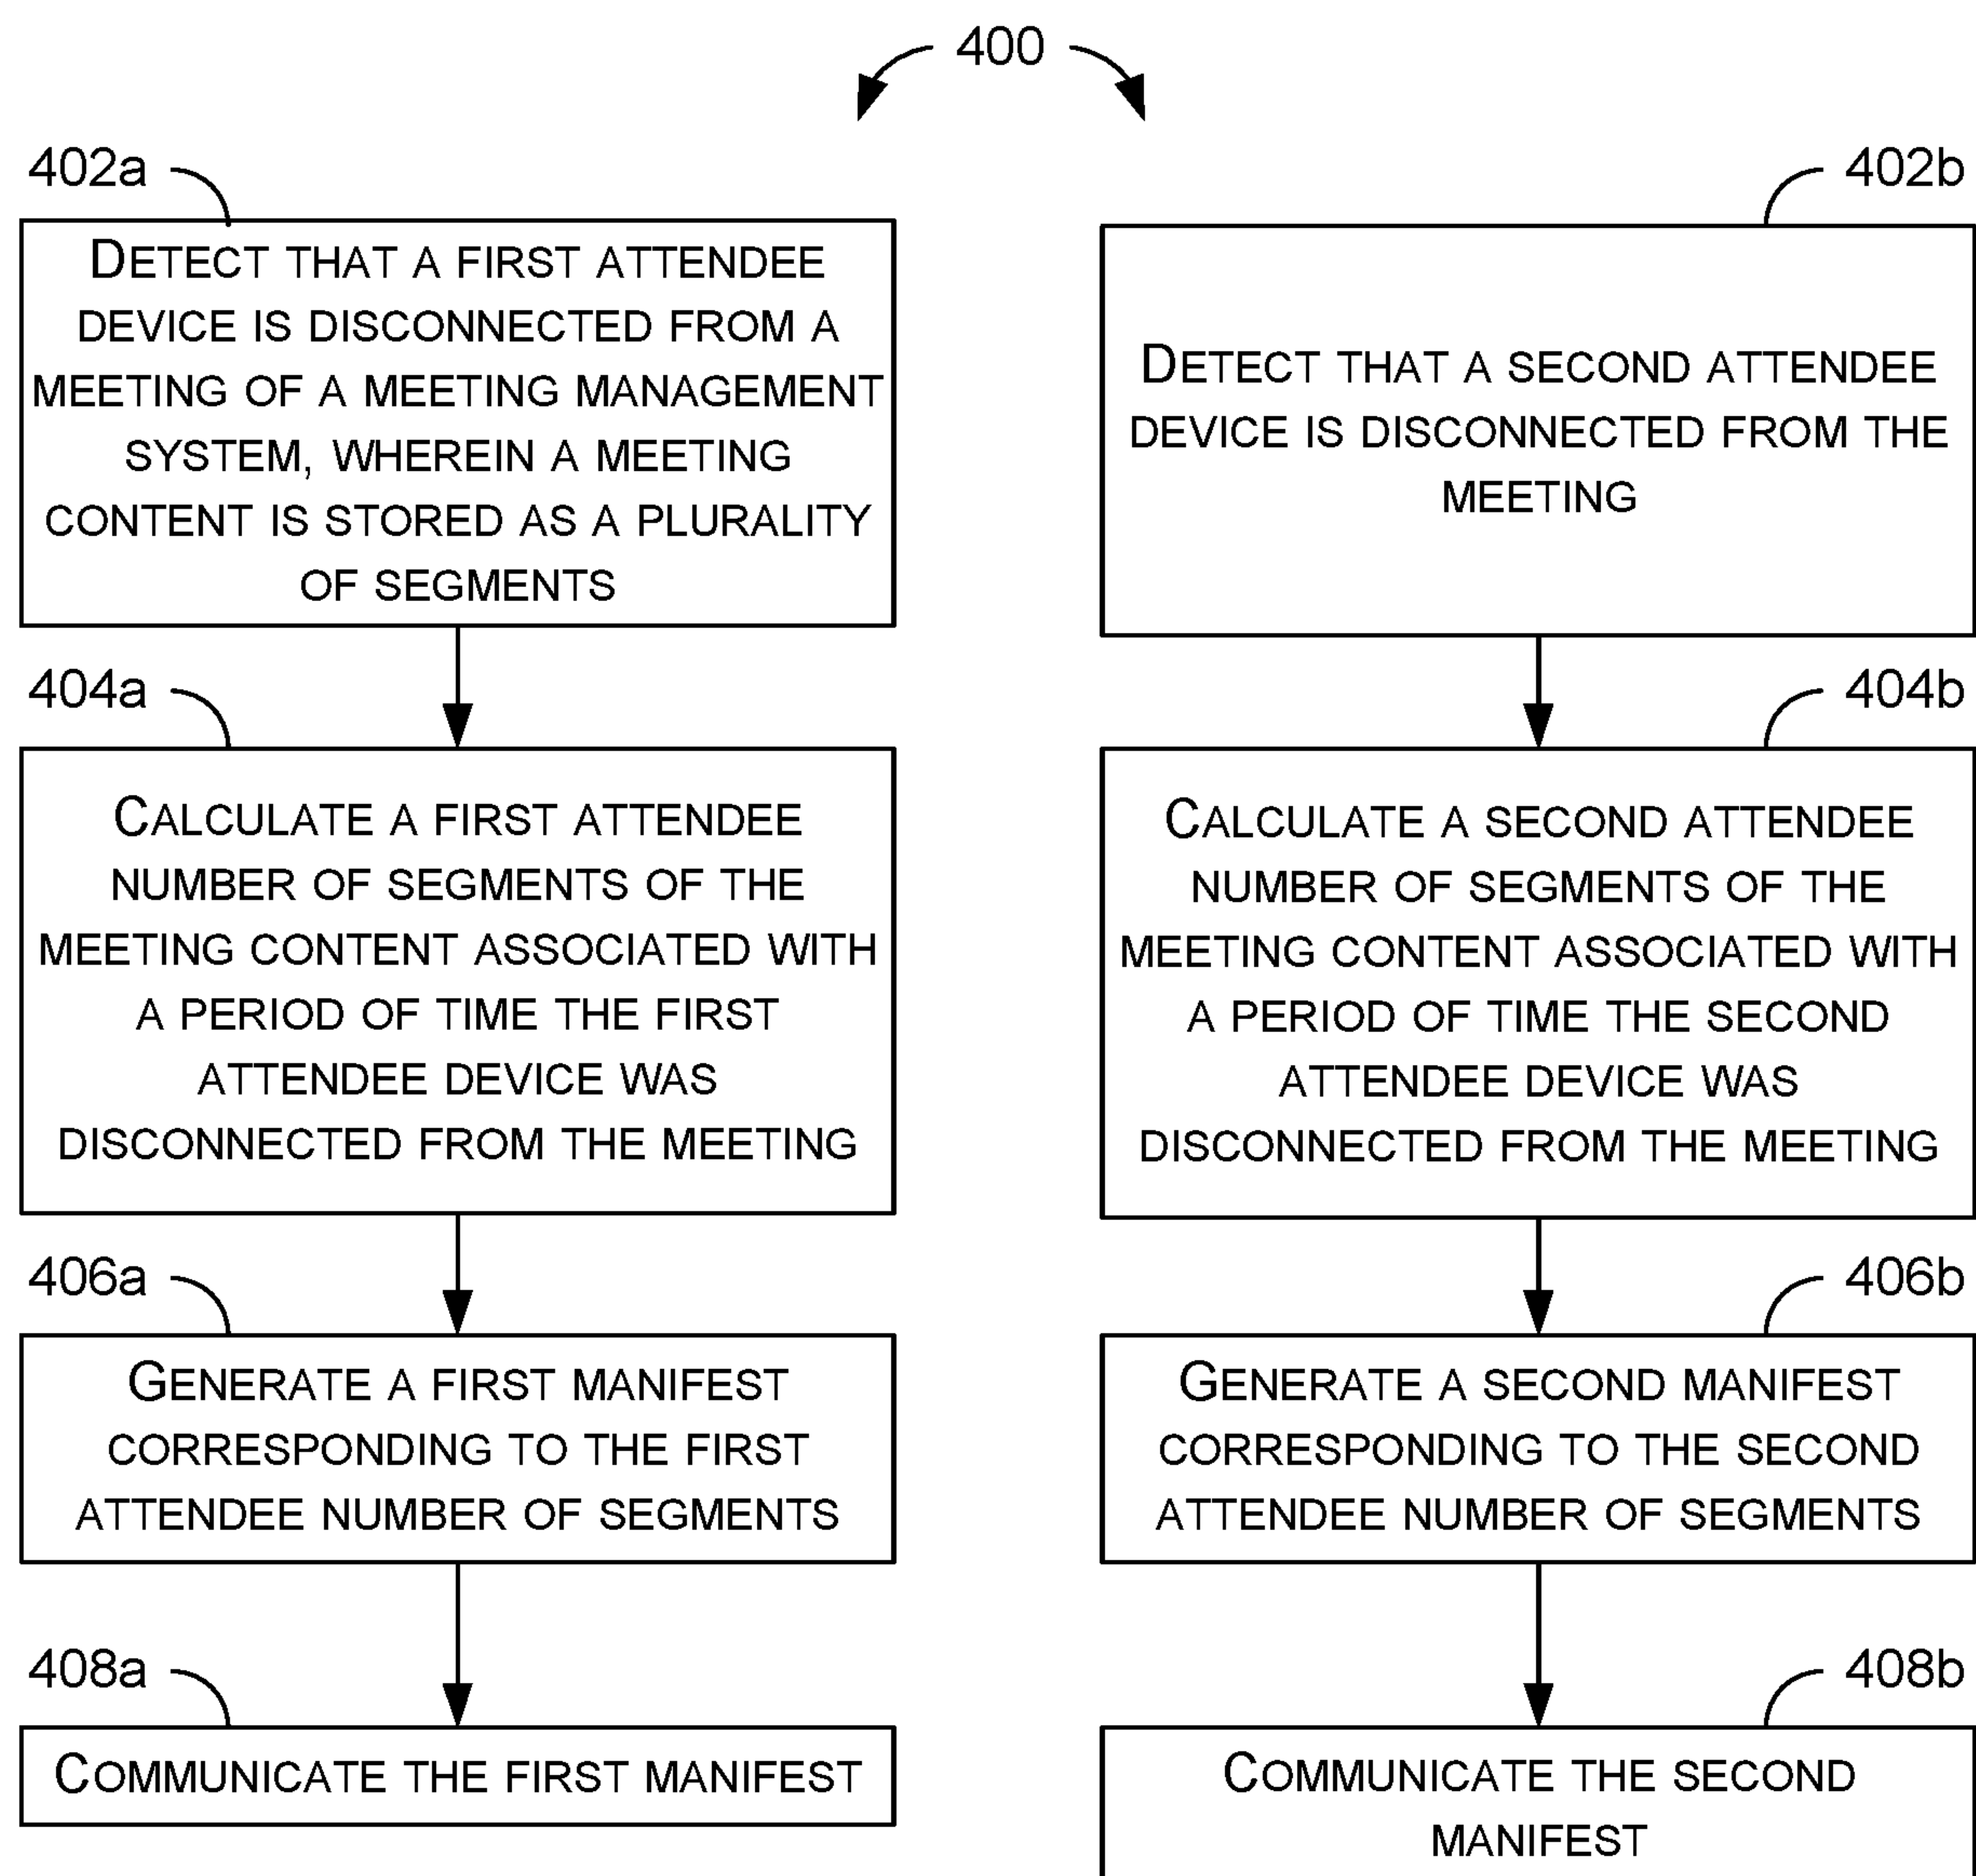 400
402a
DETECT THAT A FIRST ATTENDEE
DEVICE IS DISCONNECTED FROM A
MEETING OF A MEETING MANAGEMENT
SYSTEM, WHEREIN A MEETING
CONTENT IS STORED AS A PLURALITY
OF SEGMENTS
404a
CALCULATE A FIRST ATTENDEE
NUMBER OF SEGMENTS OF THE
MEETING CONTENT ASSOCIATED WITH
A PERIOD OF TIME THE FIRST
ATTENDEE DEVICE WAS
DISCONNECTED FROM THE MEETING
406a
GENERATE A FIRST MANIFEST
CORRESPONDING TO THE FIRST
ATTENDEE NUMBER OF SEGMENTS
408a
COMMUNICATE THE FIRST MANIFEST
402b
DETECT THAT A SECOND ATTENDEE
DEVICE IS DISCONNECTED FROM THE
MEETING
404b
CALCULATE A SECOND ATTENDEE
NUMBER OF SEGMENTS OF THE
MEETING CONTENT ASSOCIATED WITH
A PERIOD OF TIME THE SECOND
ATTENDEE DEVICE WAS
DISCONNECTED FROM THE MEETING
406b
GENERATE A SECOND MANIFEST
CORRESPONDING TO THE SECOND
ATTENDEE NUMBER OF SEGMENTS
408b
COMMUNICATE THE SECOND
MANIFEST